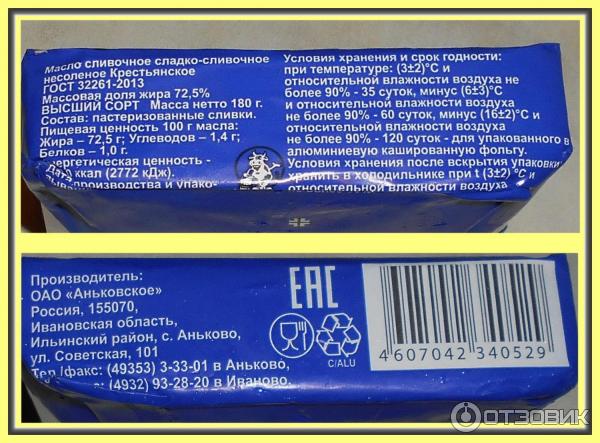 Масло сливочное сладко-сливочное
несоленое Крестьянское
ГОСТ 32261-2013
Массовая доля жира 72,5%
ВЫСШИЙ СОРТ Масса нетто 180 г.
Состав: пастеризованные сливки.
Пищевая ценность 100 г масла:
Жира – 72,5 г; Углеводов – 1,4 г;
Белков – 1,0 г.
энергетическая ценность -
ккал (2772 кДж).
Дата
производства и упако-
Условия хранения и срок годности:
при температуре: (3±2)°С и
относительной влажности воздуха не
более 90% - 35 суток, минус (6±3)°С
и относительной влажности воздуха
не более 90% - 60 суток, минус (16±2)°С и
относительной влажности воздуха
не более 90% - 120 суток - для упакованного в
алюминиевую кашированную фольгу.
Условия хранения после вскрытия упаковки
хранить в холодильнике при t (3±2) °С и
относительной влажности воздуха
Производитель:
ОАО «Аньковское»
Россия, 155070,
Ивановская область,
Ильинский район, с. Аньково,
ул. Советская, 101
Тел./факс: (49353) 3-33-01 в Аньково,
(4932) 93-28-20 в Иваново.
ЕАС
C/ALU
4607042 340529
ОТЗОВИК